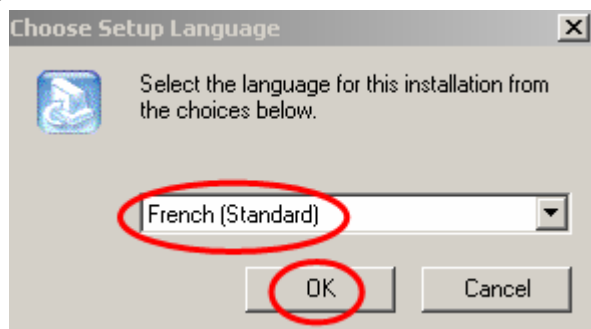 Choose Setup Language
Select the language for this installation from
the choices below.
French (Standard)
OK
Cancel